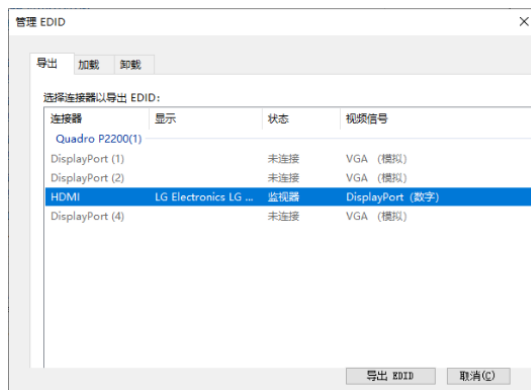 管理 EDID
导出 加载 卸载
选择连接器以导出 EDID：
连接器 显示 状态 视频信号
Quadro P2200(1)
DisplayPort (1) 未连接 VGA （模拟）
DisplayPort (2) 未连接 VGA （模拟）
HDMI LG Electronics LG ... 监视器 DisplayPort（数字）
DisplayPort (4) 未连接 VGA （模拟）
导出 EDID 取消(C)